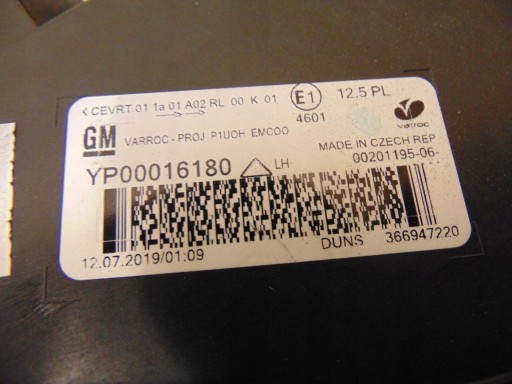 CEVRT 01 1a 01 A02 RL 00 K 01 E1 12,5 PL
4601
varroc
GM VARROC - PROJ P1UOH EMCOO
MADE IN CZECH REP
YP00016180 LH 00201195-06-
DUNS 366947220
12.07.2019/01:09